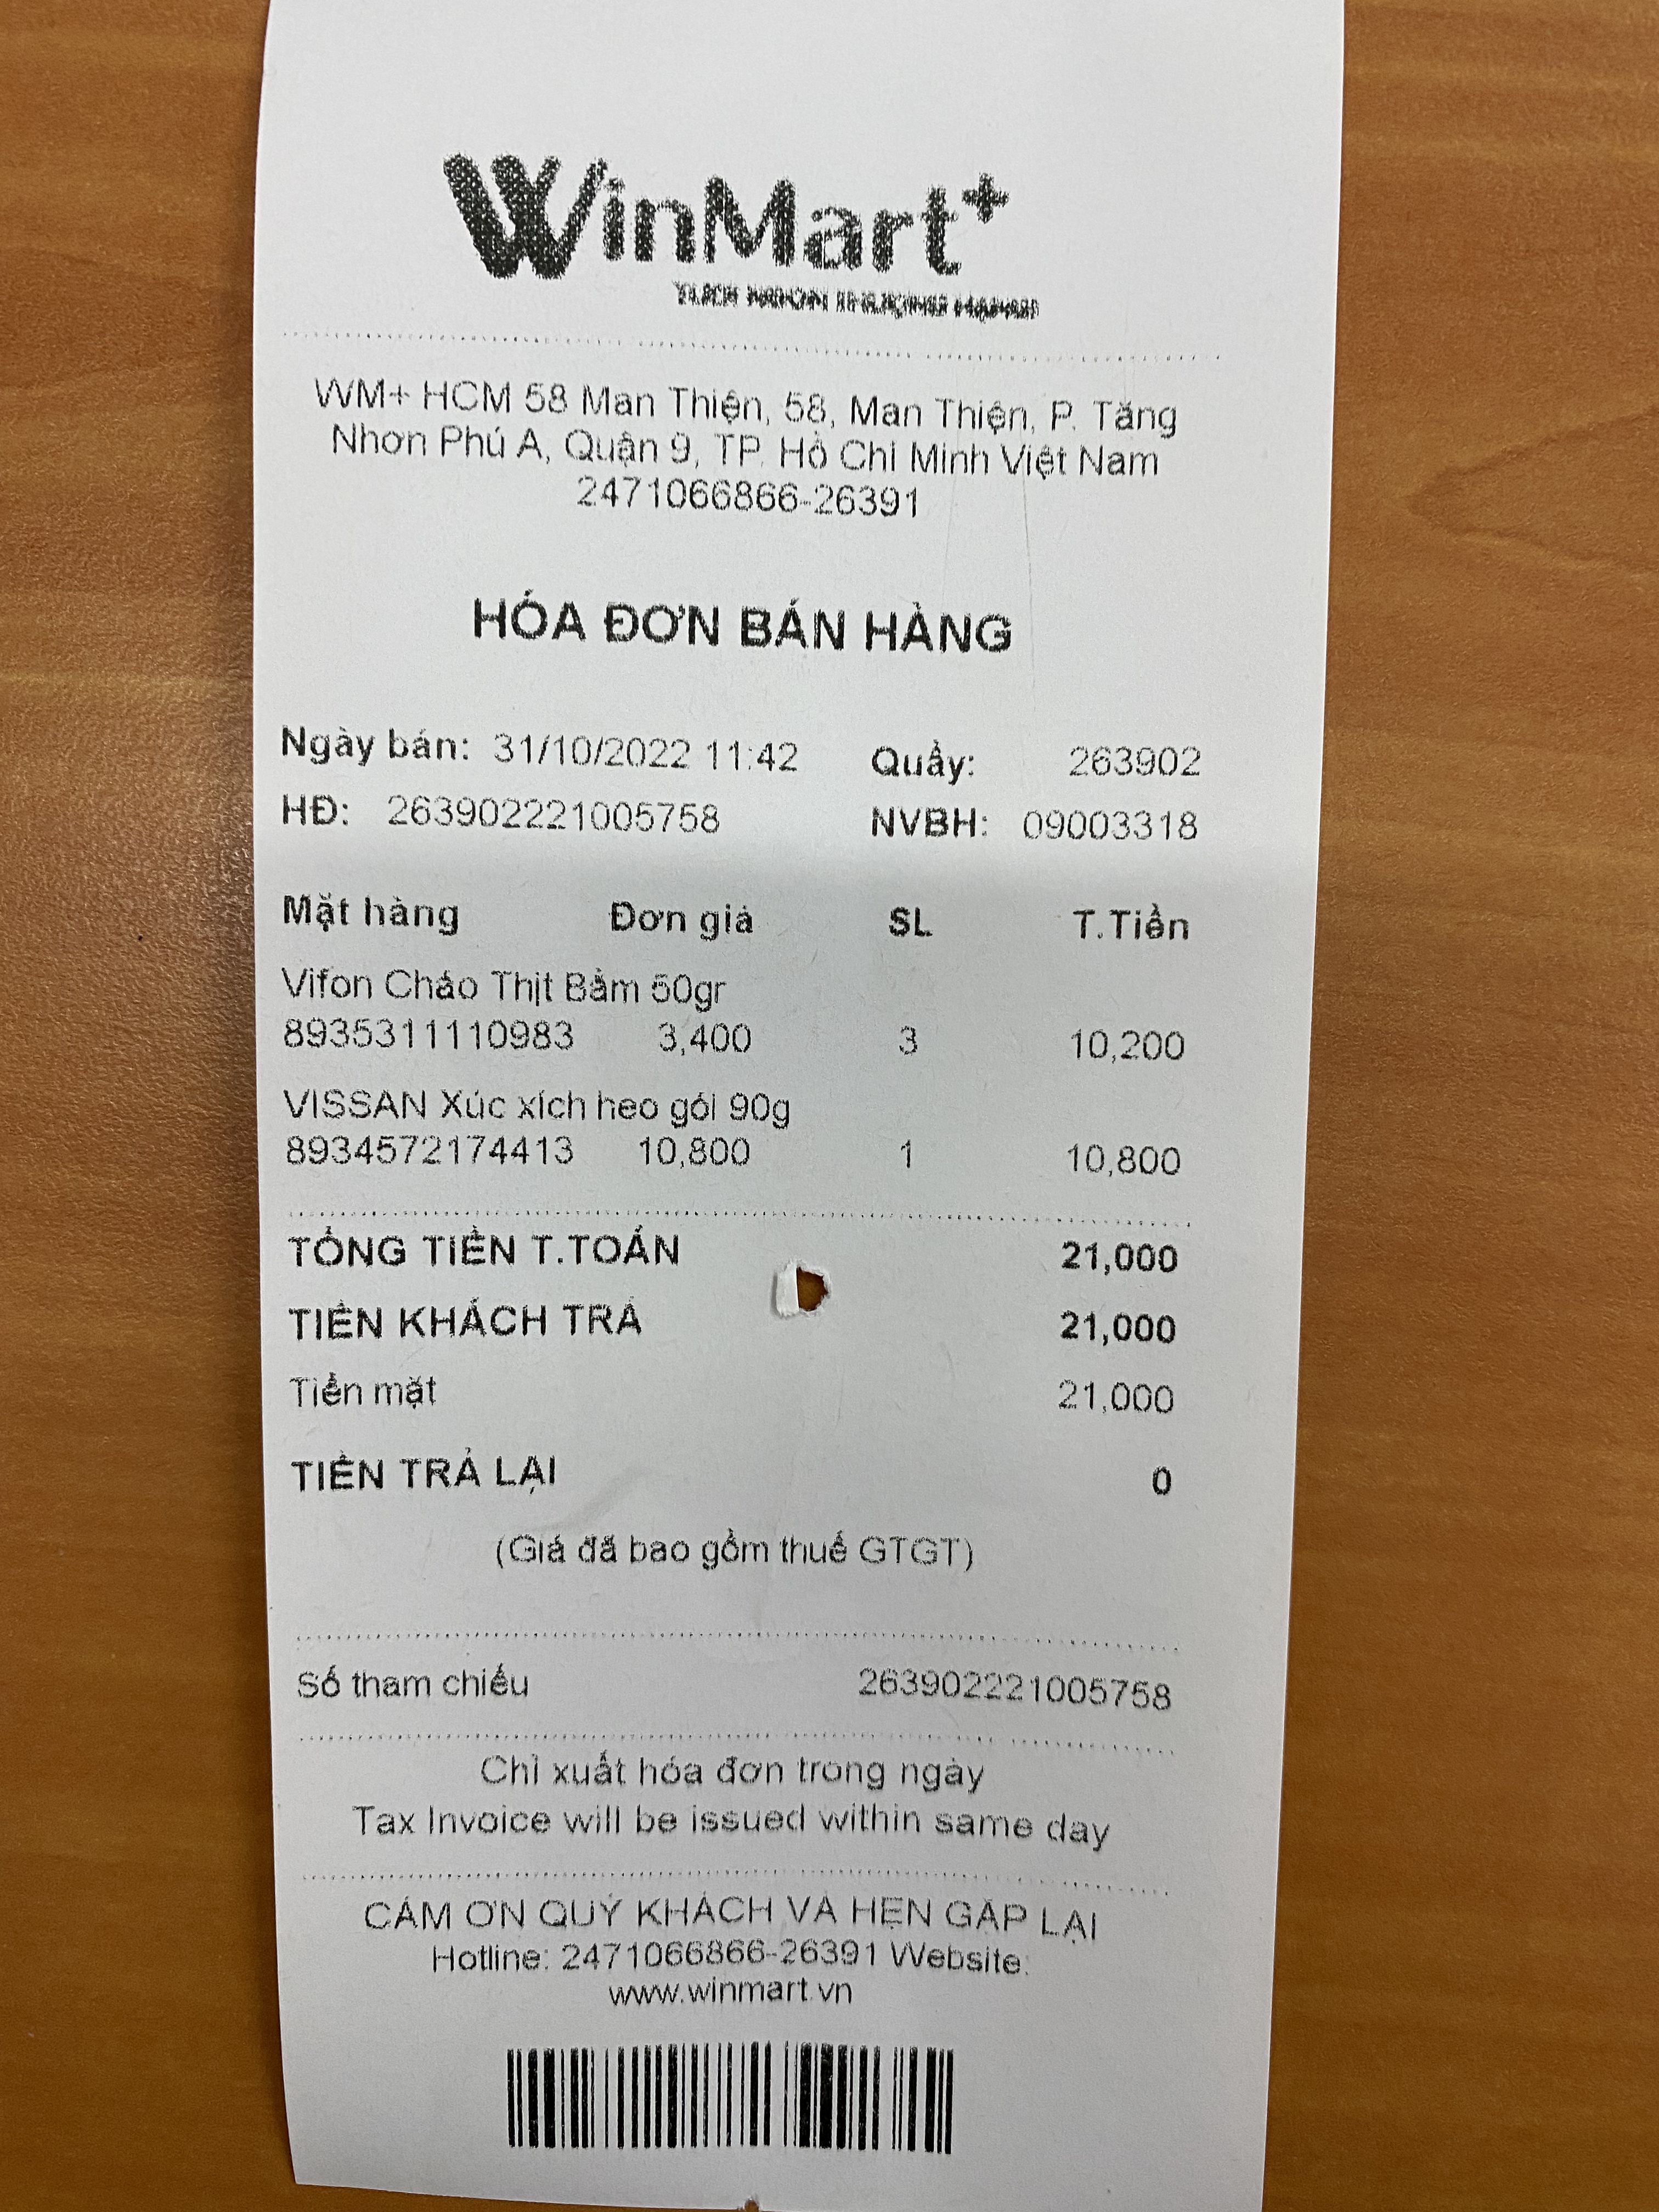 WinMart+
WM+ HCM 58 Man Thiện, 58, Man Thiện, P. Tăng
Nhơn Phú A, Quận 9, TP. Hồ Chí Minh Việt Nam
2471066866-26391
HÓA ĐƠN BÁN HÀNG
Ngày bán: 31/10/2022 11:42 Quầy: 263902
HĐ: 263902221005758 NVBH: 09003318
Mặt hàng Đơn giá SL T.Tiền
Vifon Cháo Thịt Bằm 50gr
8935311110983 3,400 3 10,200
VISSAN Xúc xích heo gói 90g
8934572174413 10,800 1 10,800
TỔNG TIỀN T.TOÁN 21,000
TIỀN KHÁCH TRẢ 21,000
Tiền mặt 21,000
TIỀN TRẢ LẠI 0
(Giá đã bao gồm thuế GTGT)
Số tham chiếu 263902221005758
Chỉ xuất hóa đơn trong ngày
Tax Invoice will be issued within same day
CẢM ƠN QUÝ KHÁCH VÀ HẸN GẶP LẠI
Hotline: 2471066866-26391 Website:
www.winmart.vn